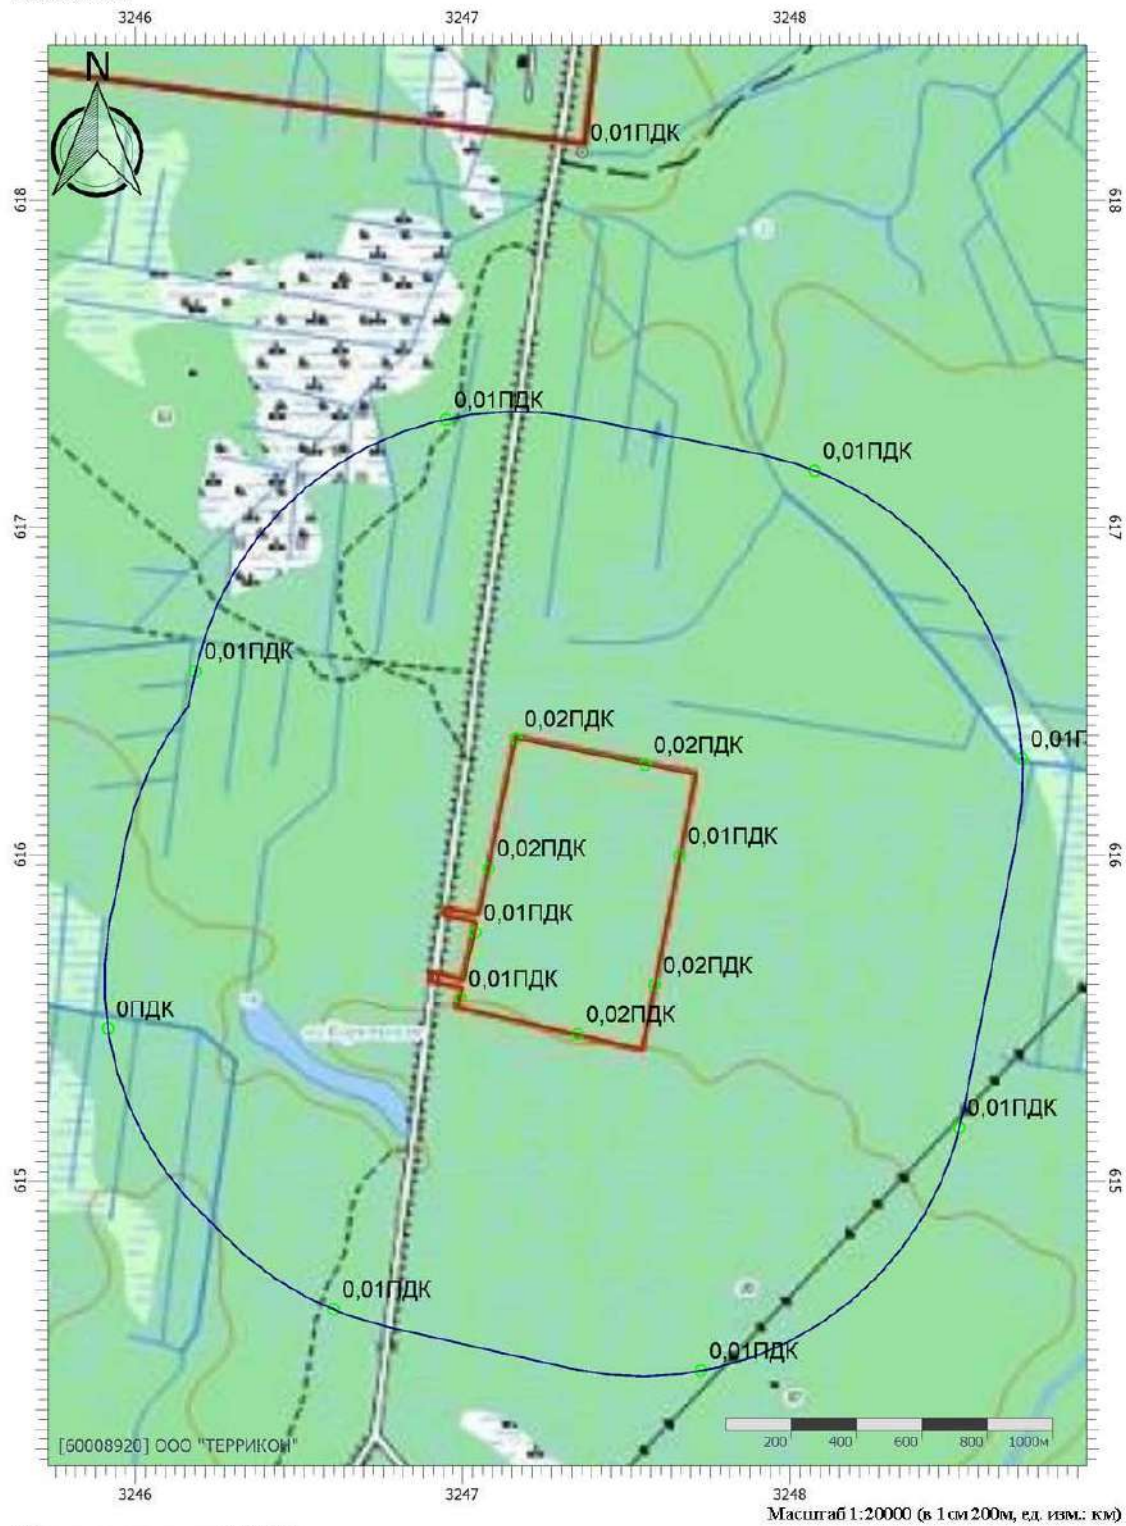 3246
3247
3248
N
0,01ПДК
618
618
0,01ПДК
0,01ПДК
617
617
0,01ПДК
0,02ПДК
0,02ПДК
0,01П
0,02ПДК
0,01ПДК
616
616
0,01ПДК
0,02ПДК
0,01ПДК
0ПДК
0,02ПДК
0,01ПДК
615
615
0,01ПДК
0,01ПДК
[60008920] ООО "ТЕРРИКОН"
200
400
600
800
1000м
3246
3247
3248
Масштаб 1:20000 (в 1см 200м, ед. изм.: км)